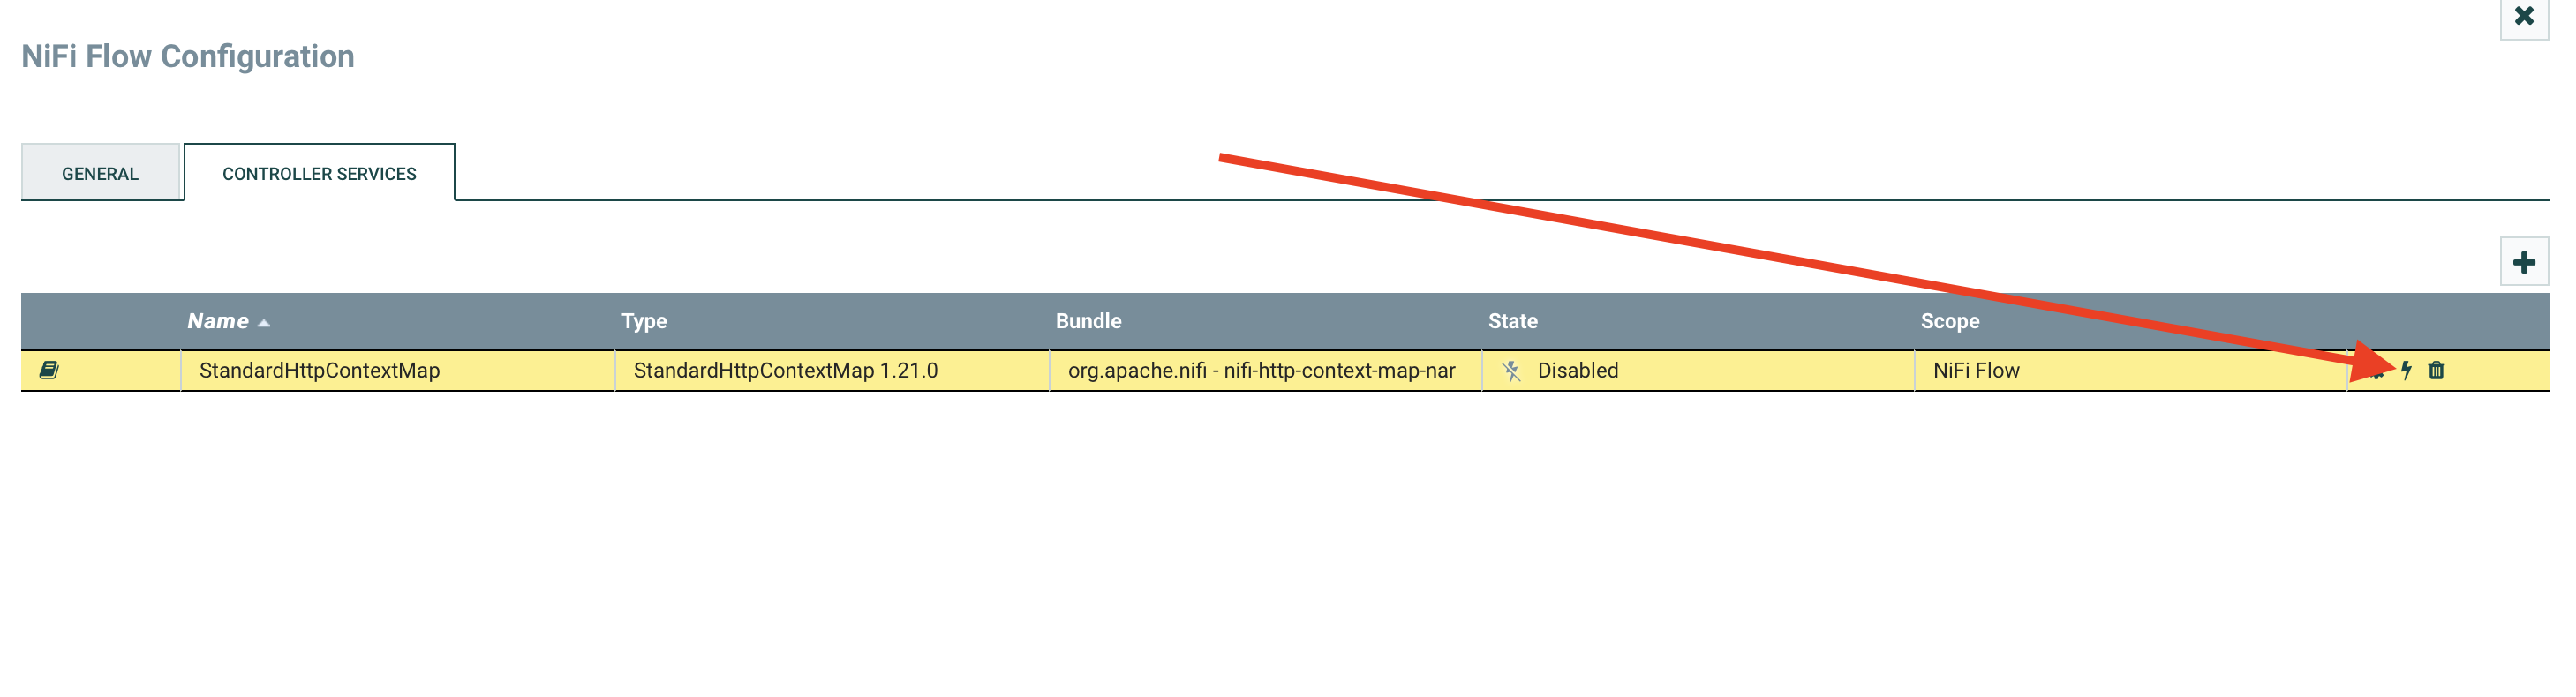 NiFi Flow Configuration
GENERAL CONTROLLER SERVICES
Name Type Bundle State Scope
StandardHttpContextMap StandardHttpContextMap 1.21.0 org.apache.nifi - nifi-http-context-map-nar Disabled NiFi Flow